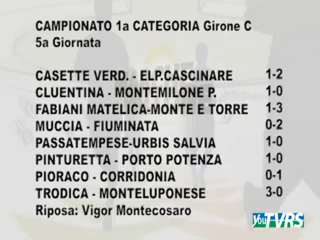 CAMPIONATO 1a CATEGORIA Girone C
5a Giornata
CASETTE VERD. - ELP.CASCINARE 1-2
CLUENTINA - MONTEMILONE P. 1-0
FABIANI MATELICA-MONTE E TORRE 1-3
MUCCIA - FIUMINATA 0-2
PASSATEMPESE-URBIS SALVIA 1-0
PINTURETTA - PORTO POTENZA 1-0
PIORACO - CORRIDONIA 0-1
TRODICA - MONTELUPONESE 3-0
Riposa: Vigor Montecosaro
You TVRS